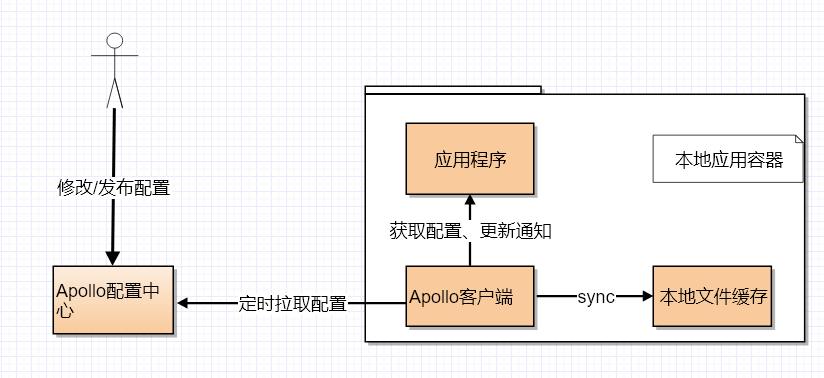 应用程序
本地应用容器
修改/发布配置
获取配置、更新通知
Apollo配置中
心
定时拉取配置
Apollo客户端
sync
本地文件缓存